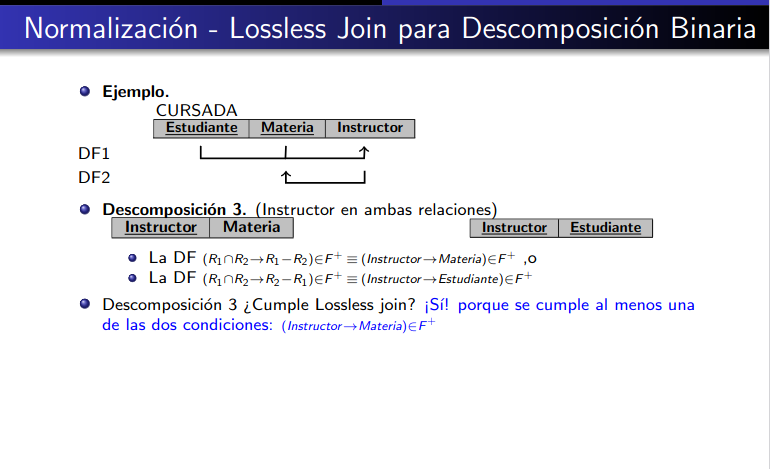 Normalización - Lossless Join para Descomposición Binaria
Ejemplo.
CURSADA
Estudiante Materia Instructor
DF1
DF2
Descomposición 3. (Instructor en ambas relaciones)
Instructor Materia
Instructor Estudiante
La DF (R₁∩R₂→R₁−R₂)∈F⁺ ≡ (Instructor→Materia)∈F⁺ ,o
La DF (R₁∩R₂→R₂−R₁)∈F⁺ ≡ (Instructor→Estudiante)∈F⁺
Descomposición 3 ¿Cumple Lossless join? ¡Sí! porque se cumple al menos una
de las dos condiciones: (Instructor→Materia)∈F⁺